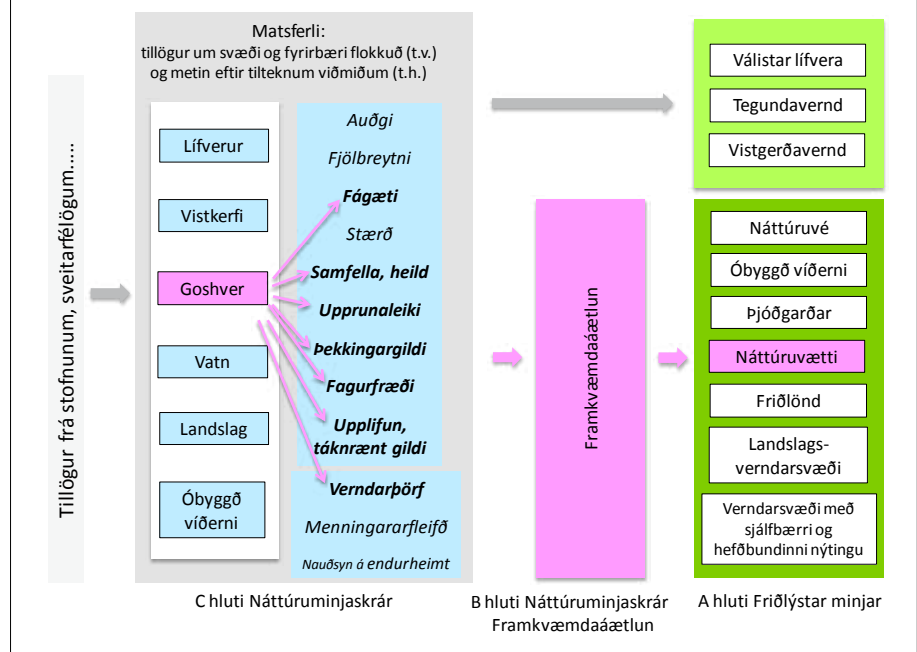 Tillögur frá stofnunum, sveitarfélögum.....
Matsferli:
tillögur um svæði og fyrirbæri flokkuð (t.v.)
og metin eftir tilteknum viðmiðum (t.h.)
Lífverur
Vistkerfi
Goshver
Vatn
Landslag
Óbyggð
víðerni
Auðgi
Fjölbreytni
Fágæti
Stærð
Samfella, heild
Upprunaleiki
Þekkingargildi
Fagurfræði
Upplifun,
táknrænt gildi
Verndarþörf
Menningararfleifð
Nauðsyn á endurheimt
C hluti Náttúruminjaskrár
Framkvæmdaáætlun
B hluti Náttúruminjaskrár
Framkvæmdaáætlun
Válistar lífvera
Tegundavernd
Vistgerðavernd
Náttúruvé
Óbyggð víðerni
Þjóðgarðar
Náttúruvætti
Friðlönd
Landslags-
verndarsvæði
Verndarsvæði með
sjálfbærri og
hefðbundinni nýtingu
A hluti Friðlýstar minjar